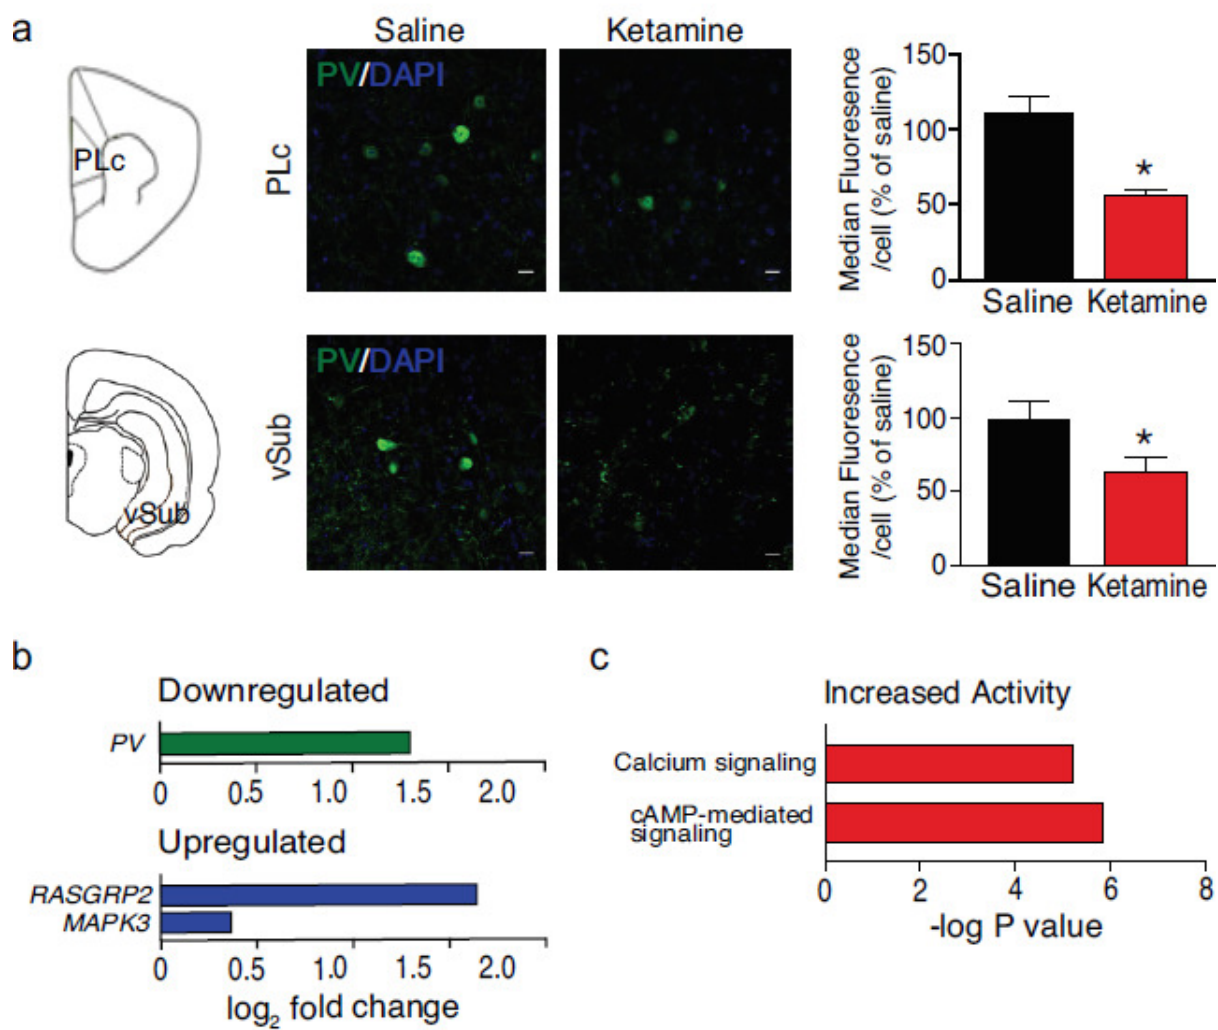 a
Saline
Ketamine
PLc
PLc
PV/DAPI
Median Fluoresence
/cell (% of saline)
150
100
50
0
*
Saline Ketamine
vSub
vSub
PV/DAPI
Median Fluoresence
/cell (% of saline)
150
100
50
0
*
Saline Ketamine
b
Downregulated
PV
0 0.5 1.0 1.5 2.0
Upregulated
RASGRP2
MAPK3
0 0.5 1.0 1.5 2.0
log2 fold change
c
Increased Activity
Calcium signaling
cAMP-mediated
signaling
0 2 4 6 8
-log P value